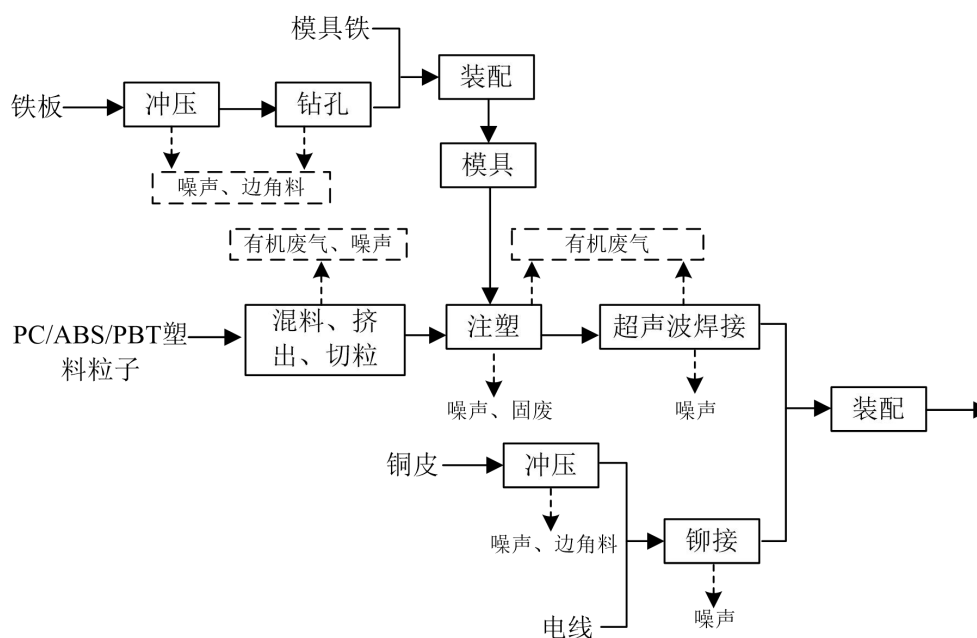 模具铁
装配
铁板
冲压
钻孔
模具
噪声、边角料
有机废气、噪声
有机废气
PC/ABS/PBT塑
料粒子
混料、挤
出、切粒
注塑
超声波焊接
噪声、固废
噪声
装配
铜皮
冲压
噪声、边角料
铆接
电线
噪声